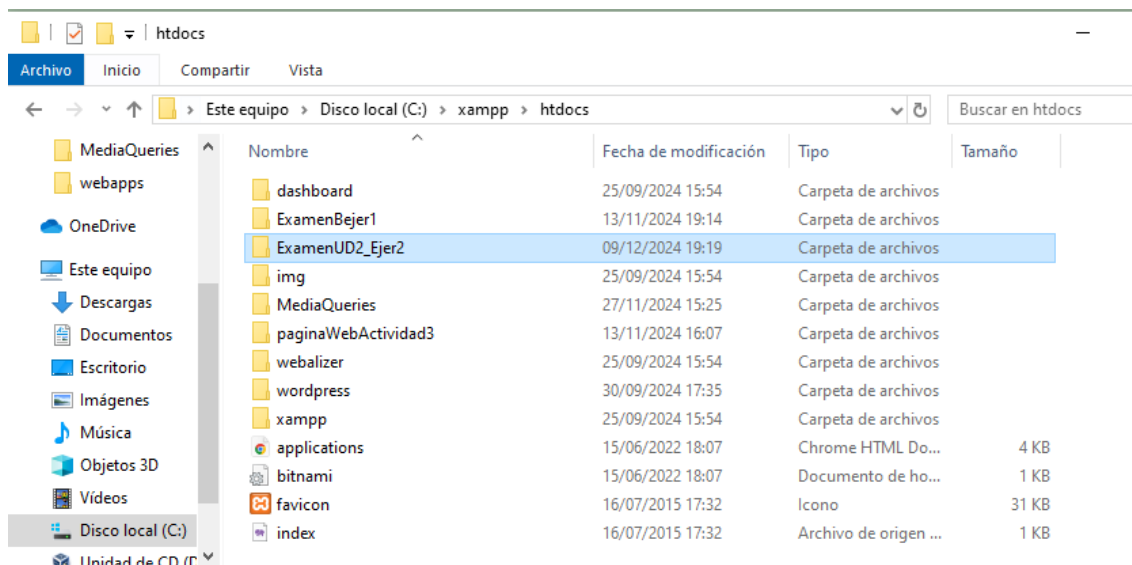 htdocs
Archivo Inicio Compartir Vista
Este equipo > Disco local (C:) > xampp > htdocs Buscar en htdocs
MediaQueries
webapps
OneDrive
Este equipo
Descargas
Documentos
Escritorio
Imágenes
Música
Objetos 3D
Vídeos
Disco local (C:)
Unidad de CD (D
Nombre Fecha de modificación Tipo Tamaño
dashboard 25/09/2024 15:54 Carpeta de archivos
ExamenBejer1 13/11/2024 19:14 Carpeta de archivos
ExamenUD2_Ejer2 09/12/2024 19:19 Carpeta de archivos
img 25/09/2024 15:54 Carpeta de archivos
MediaQueries 27/11/2024 15:25 Carpeta de archivos
paginaWebActividad3 13/11/2024 16:07 Carpeta de archivos
webalizer 25/09/2024 15:54 Carpeta de archivos
wordpress 30/09/2024 17:35 Carpeta de archivos
xampp 25/09/2024 15:54 Carpeta de archivos
applications 15/06/2022 18:07 Chrome HTML Do... 4 KB
bitnami 15/06/2022 18:07 Documento de ho... 1 KB
favicon 16/07/2015 17:32 Icono 31 KB
index 16/07/2015 17:32 Archivo de origen ... 1 KB